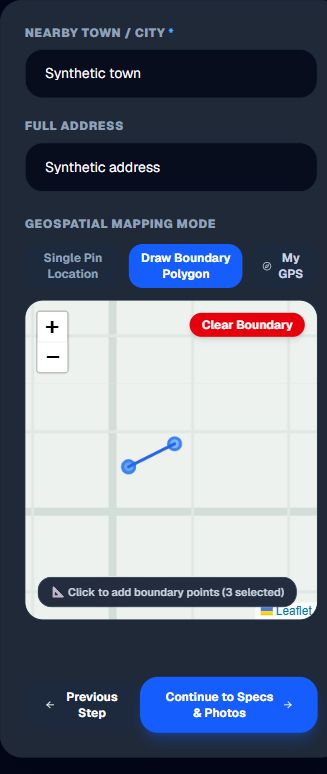 NEARBY TOWN / CITY *
Synthetic town
FULL ADDRESS
Synthetic address
GEOSPATIAL MAPPING MODE
Single Pin
Location
Draw Boundary
Polygon
My
GPS
+
Clear Boundary
−
📐 Click to add boundary points (3 selected)
Leaflet
← Previous
Step
Continue to Specs →
& Photos